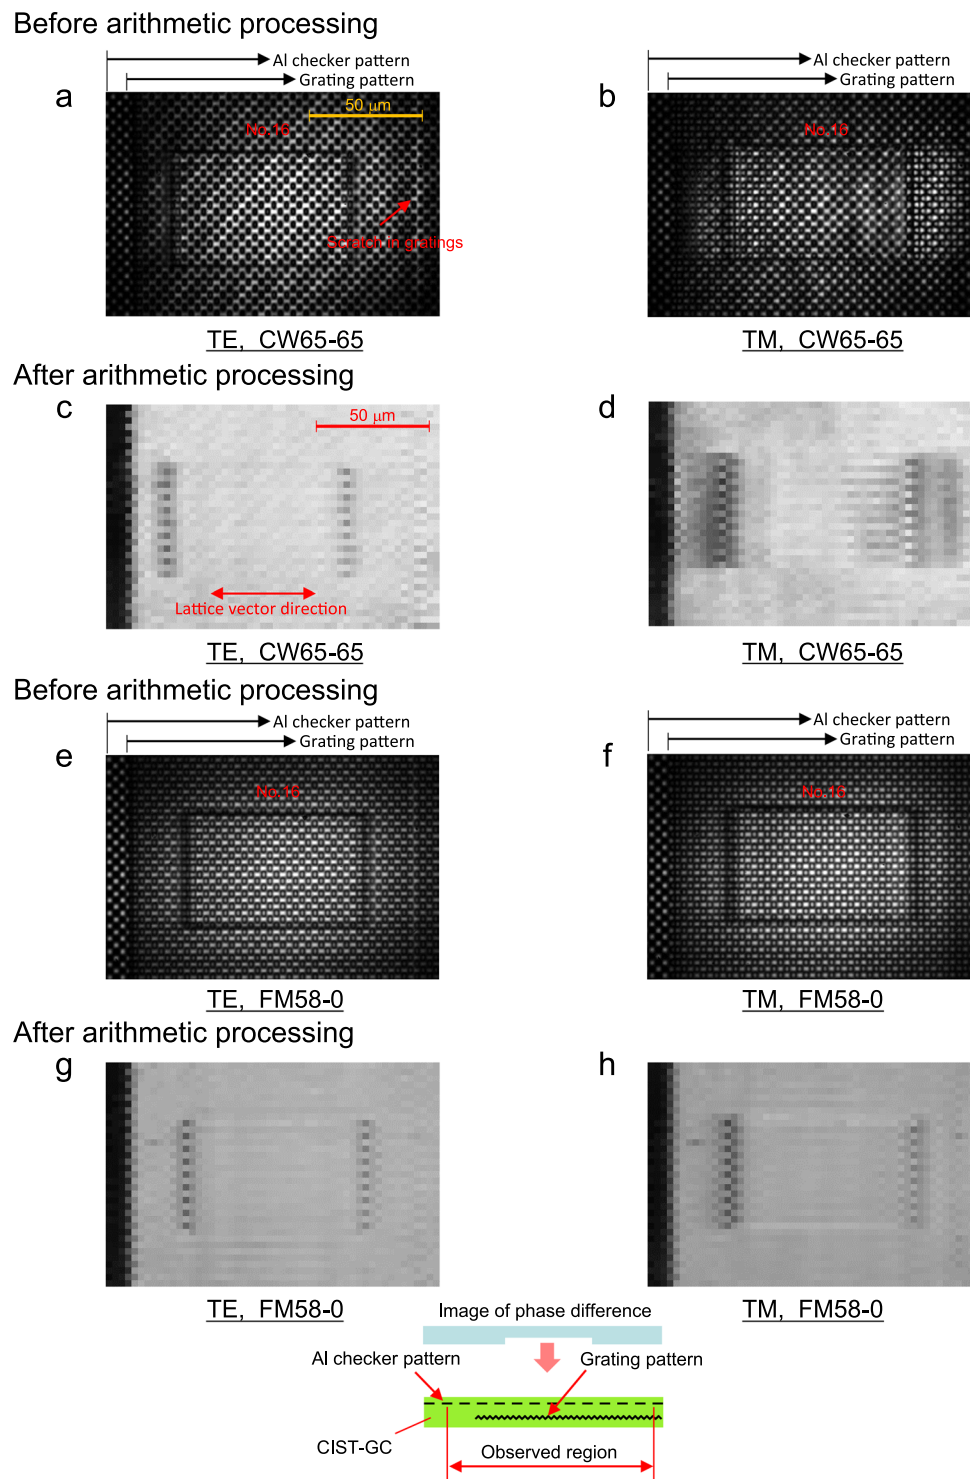 Before arithmetic processing
Al checker pattern
Grating pattern
a
50 μm
No.16
Scratch in gratings
TE, CW65-65
Al checker pattern
Grating pattern
b
No.16
TM, CW65-65
After arithmetic processing
c
50 μm
Lattice vector direction
TE, CW65-65
d
TM, CW65-65
Before arithmetic processing
Al checker pattern
Grating pattern
e
No.16
TE, FM58-0
Al checker pattern
Grating pattern
f
No.16
TM, FM58-0
After arithmetic processing
g
TE, FM58-0
h
TM, FM58-0
Image of phase difference
Al checker pattern
Grating pattern
CIST-GC
Observed region